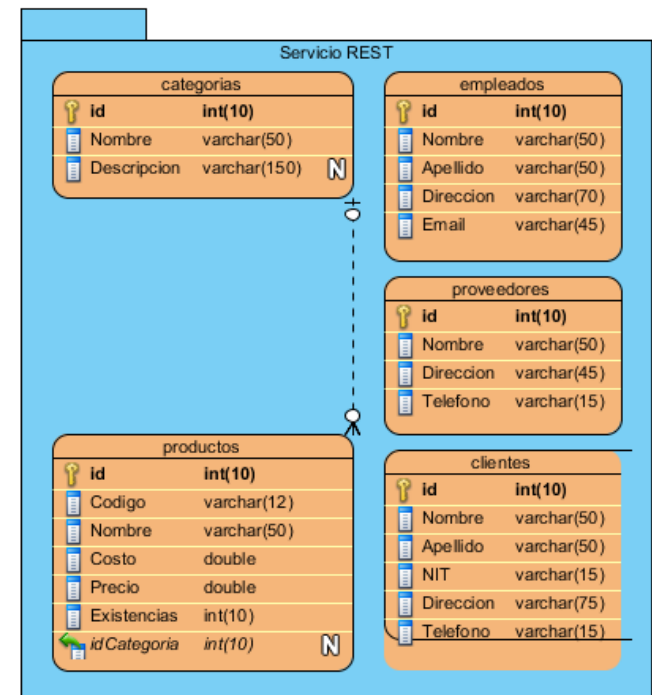 Servicio REST
categorias
id int(10)
Nombre varchar(50)
Descripcion varchar(150) N
empleados
id int(10)
Nombre varchar(50)
Apellido varchar(50)
Direccion varchar(70)
Email varchar(45)
proveedores
id int(10)
Nombre varchar(50)
Direccion varchar(45)
Telefono varchar(15)
productos
id int(10)
Codigo varchar(12)
Nombre varchar(50)
Costo double
Precio double
Existencias int(10)
idCategoria int(10) N
clientes
id int(10)
Nombre varchar(50)
Apellido varchar(50)
NIT varchar(15)
Direccion varchar(75)
Telefono varchar(15)